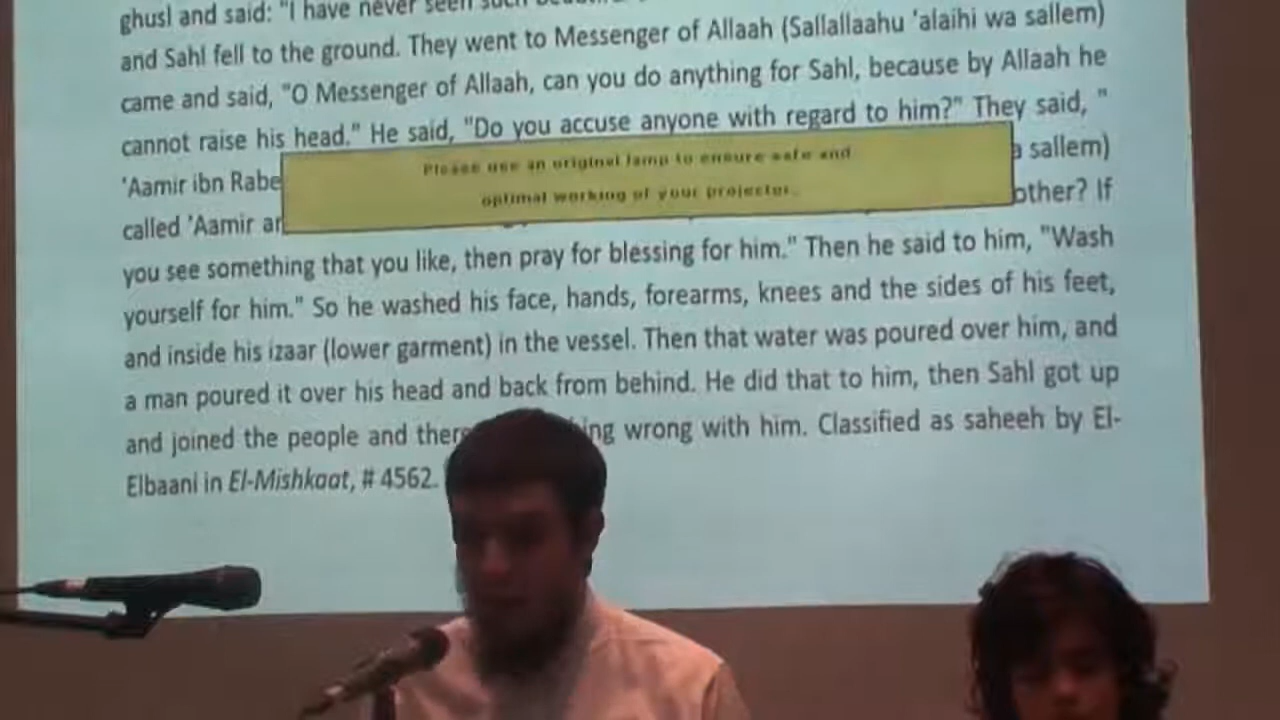 ghusl and said: "I have never seen such
and Sahl fell to the ground. They went to Messenger of Allaah (Sallallaahu 'alaihi wa sallem)
came and said, "O Messenger of Allaah, can you do anything for Sahl, because by Allaah he
cannot raise his head." He said, "Do you accuse anyone with regard to him?" They said, "
'Aamir ibn Rabe
Please use an original lamp to ensure safe and
a sallem)
optimal working of your projector.
called 'Aamir an
other? If
you see something that you like, then pray for blessing for him." Then he said to him, "Wash
yourself for him." So he washed his face, hands, forearms, knees and the sides of his feet,
and inside his izaar (lower garment) in the vessel. Then that water was poured over him, and
a man poured it over his head and back from behind. He did that to him, then Sahl got up
and joined the people and there hing wrong with him. Classified as saheeh by El-
Elbaani in El-Mishkaat, # 4562.